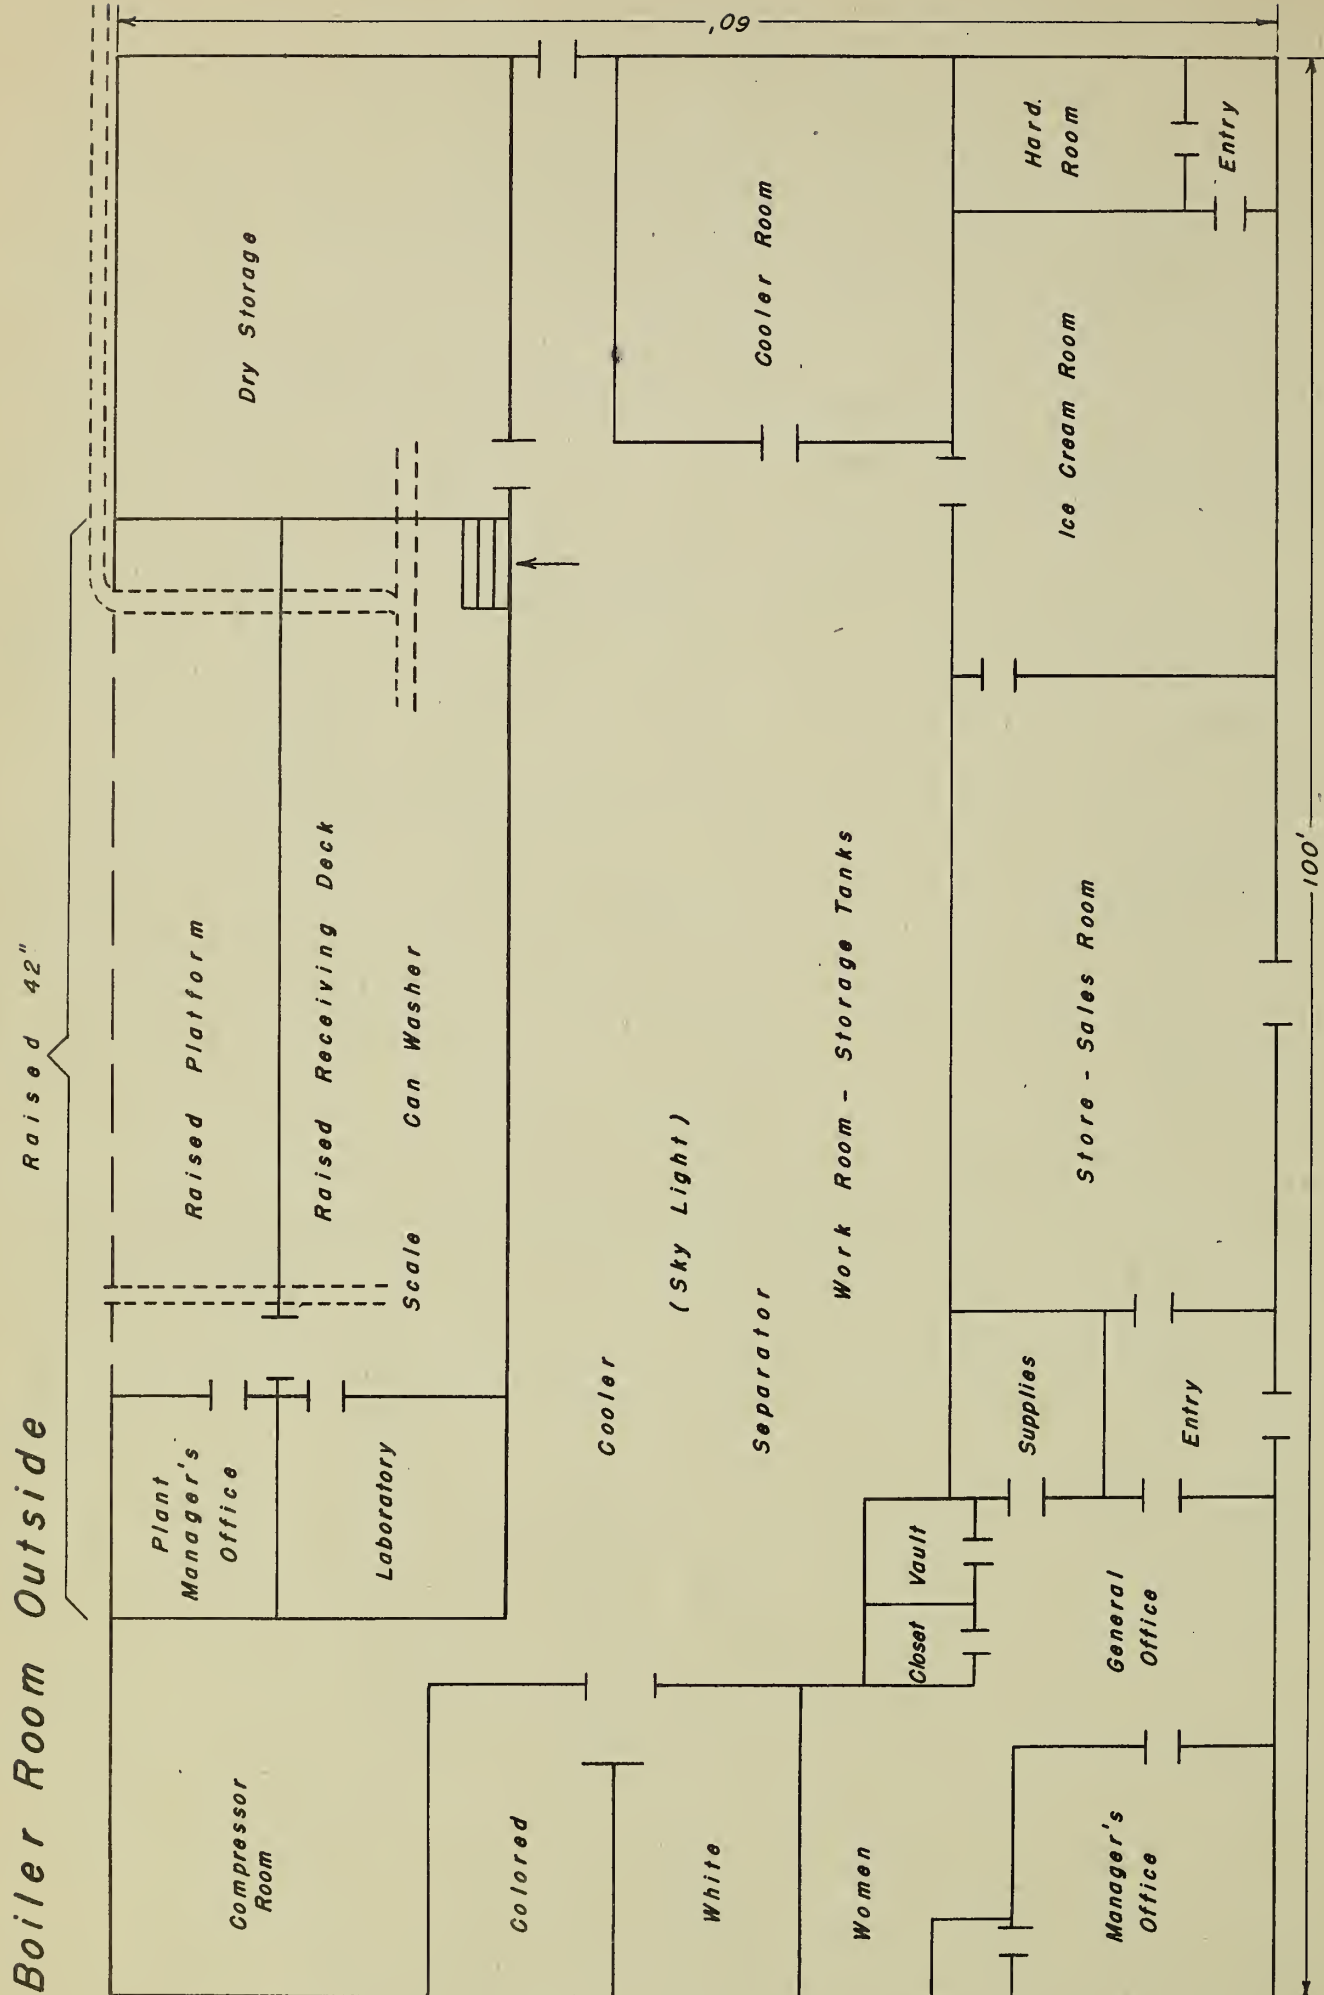 Boiler Room Outside
Raised 42"
Compressor
Room
Plant
Manager's
Office
Laboratory
Raised Platform
Raised Receiving Deck
Scale
Can Washer
Dry Storage
60'
Colored
White
Women
Cooler
(Sky Light)
Separator
Work Room - Storage Tanks
Cooler Room
Closet
Vault
Supplies
Entry
General
Office
Manager's
Office
Store - Sales Room
Ice Cream Room
Hard.
Room
Entry
100'